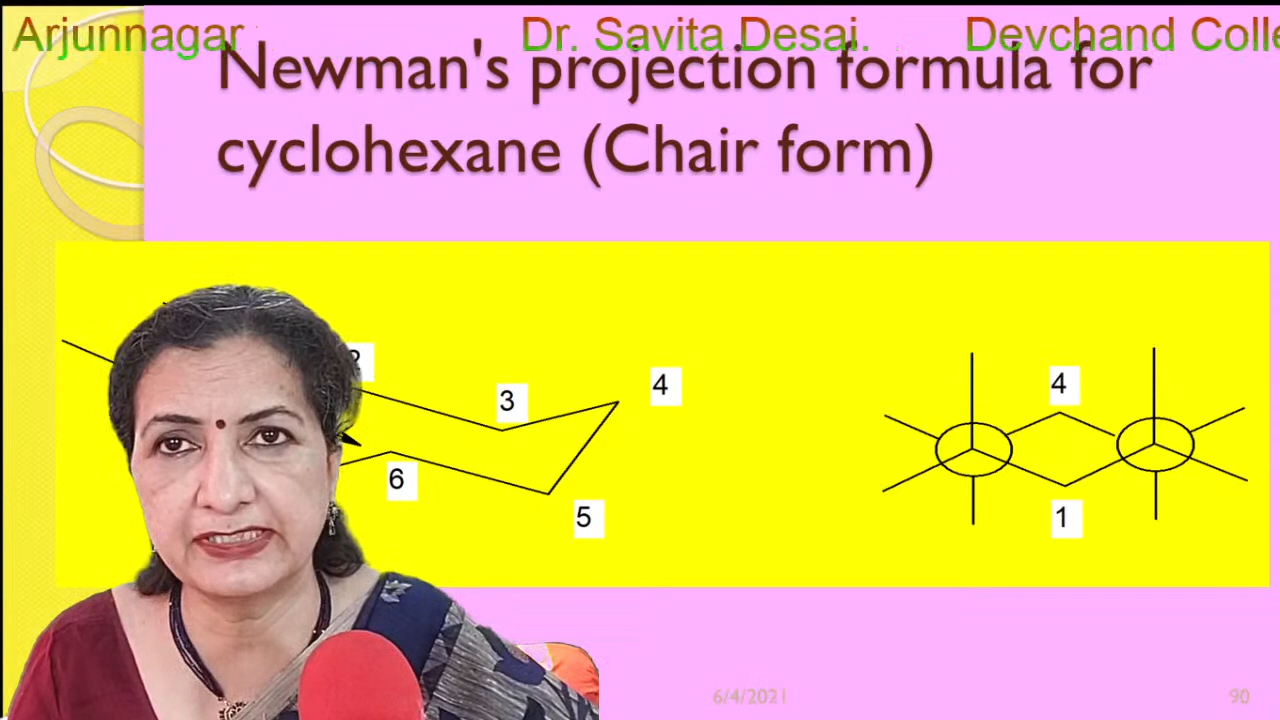 Arjunnagar Dr. Savita Desai. Devchand
Newman's projection formula for
cyclohexane (Chair form)
4
3
4
6
5
1
6/4/2021 90